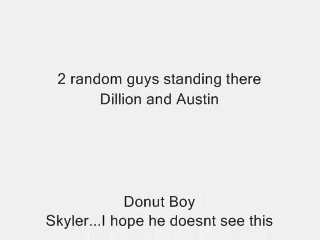 2 random guys standing there
Dillion and Austin
Donut Boy
Skyler...I hope he doesnt see this